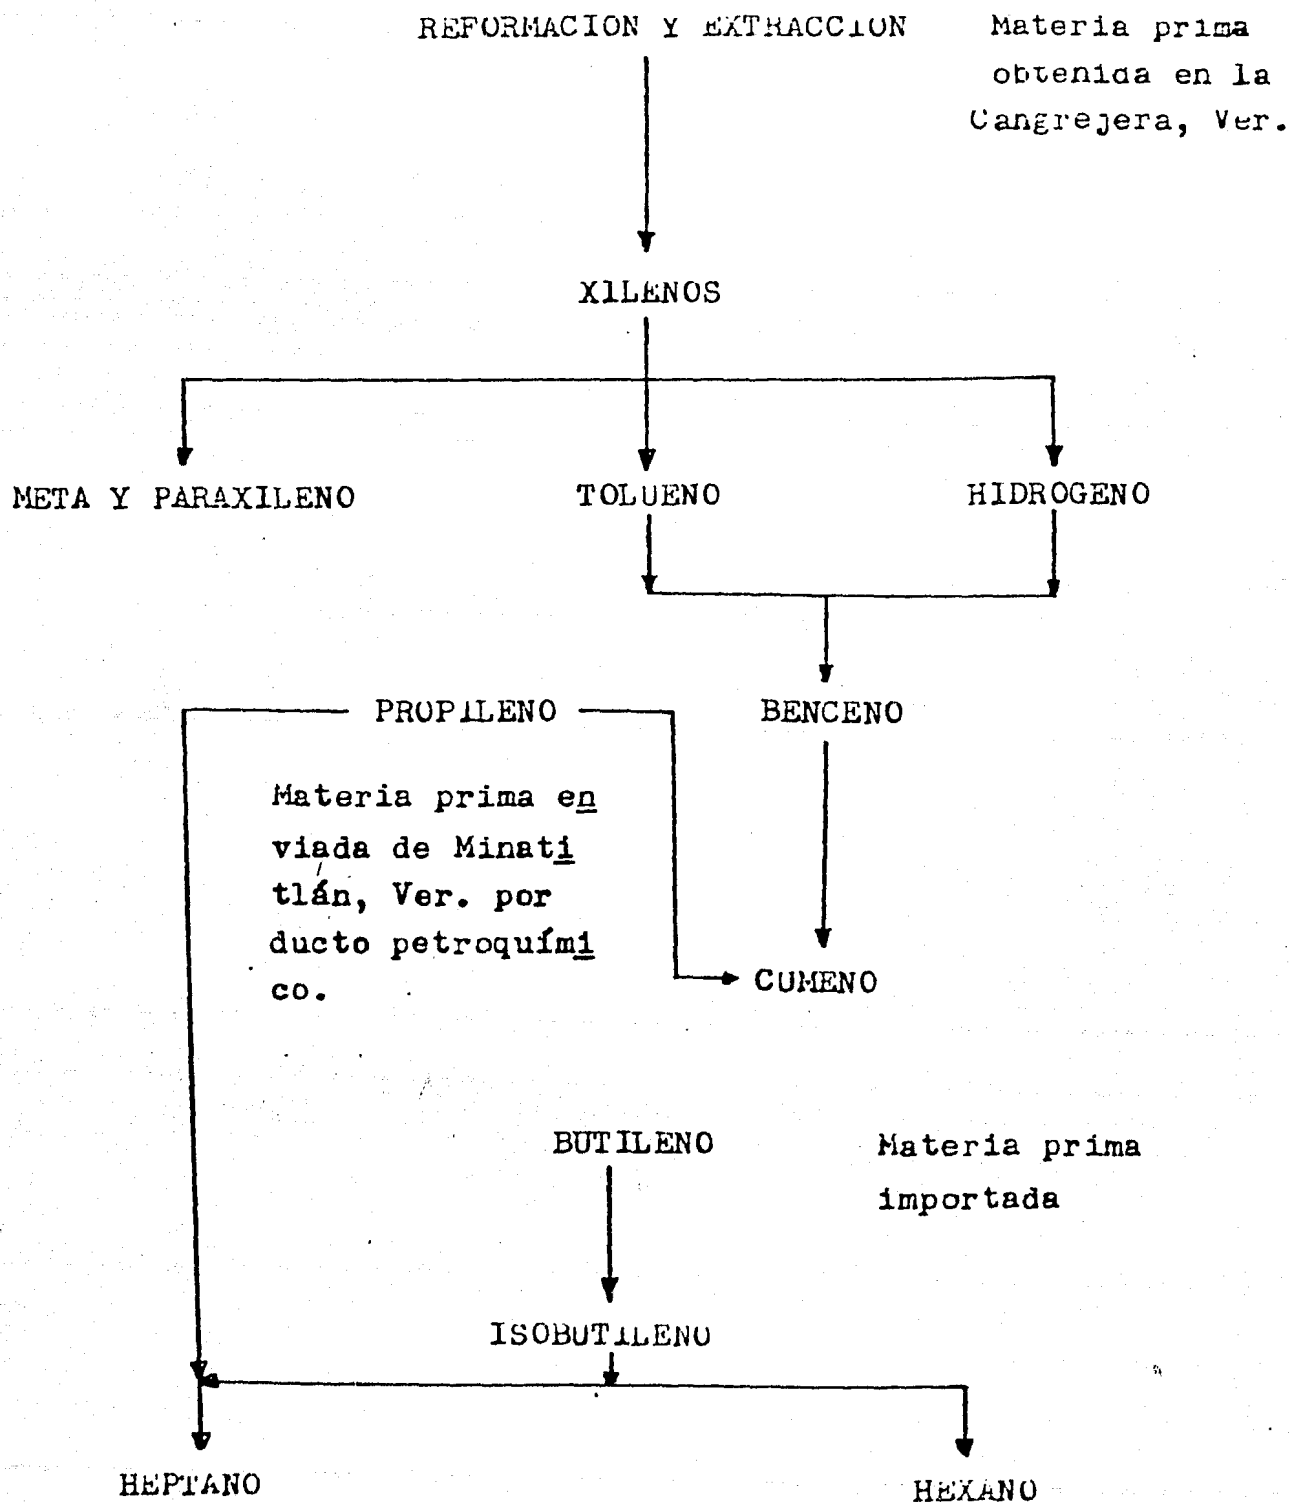 REFORMACION Y EXTRACCION
Materia prima
obtenida en la
Cangrejera, Ver.
XILENOS
META Y PARAXILENO
TOLUENO
HIDROGENO
PROPILENO
BENCENO
Materia prima en
viada de Minati
tlán, Ver. por
ducto petroquími
co.
CUMENO
BUTILENO
Materia prima
importada
ISOBUTILENO
HEPTANO
HEXANO